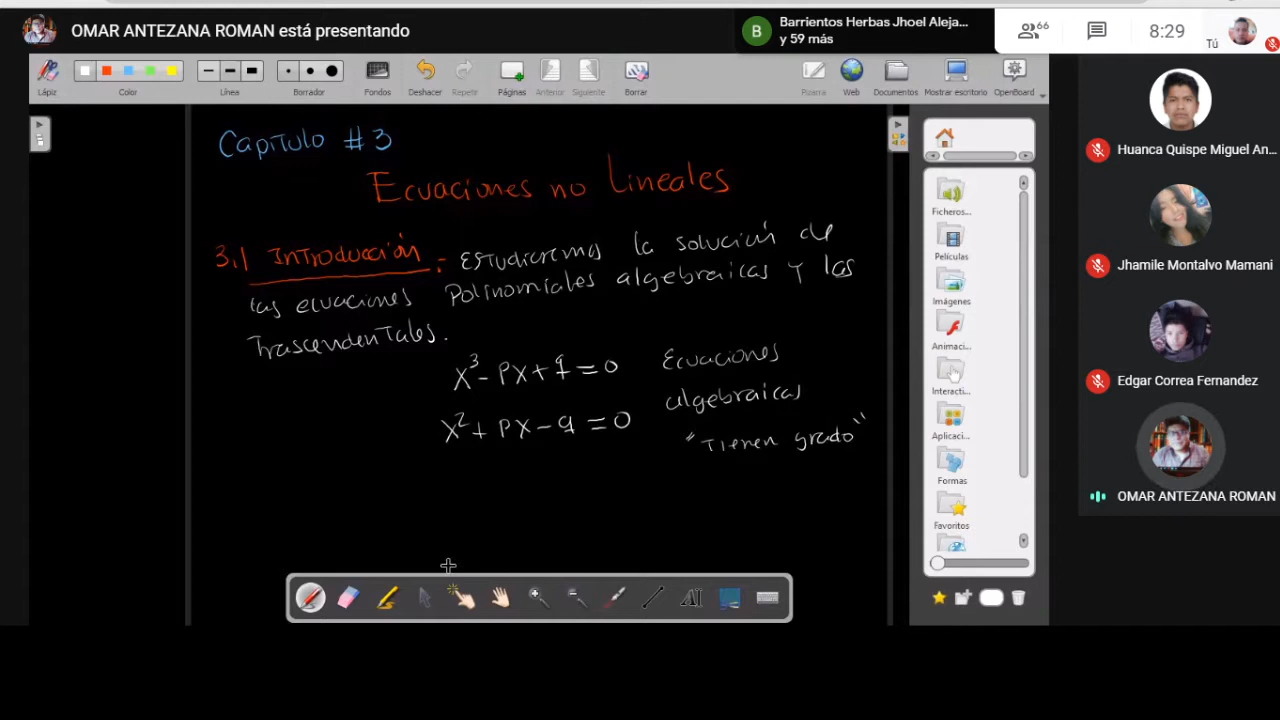 OMAR ANTEZANA ROMAN está presentando
B
Barrientos Herbas Jhoel Aleja...
y 59 más
66
8:29
Tú
Lápiz
Color
Línea
Borrador
Fondos
Deshacer
Repetir
Páginas
Anterior
Siguiente
Borrar
Pizarra
Web
Documentos
Mostrar escritorio
OpenBoard
Capítulo #3
Ecuaciones no Lineales
3.1 Introducción.- Estudiaremos la solución de
las ecuaciones Polinomiales algebraicas y las
Trascendentales.
x³ - px + q = 0 Ecuaciones
algebraicas
x² + px - q = 0
"Tienen grado"
Ficheros...
Películas
Imágenes
Animaci...
Interacti...
Aplicaci...
Formas
Favoritos
AI
Huanca Quispe Miguel An...
Jhamile Montalvo Mamani
Edgar Correa Fernandez
OMAR ANTEZANA ROMAN